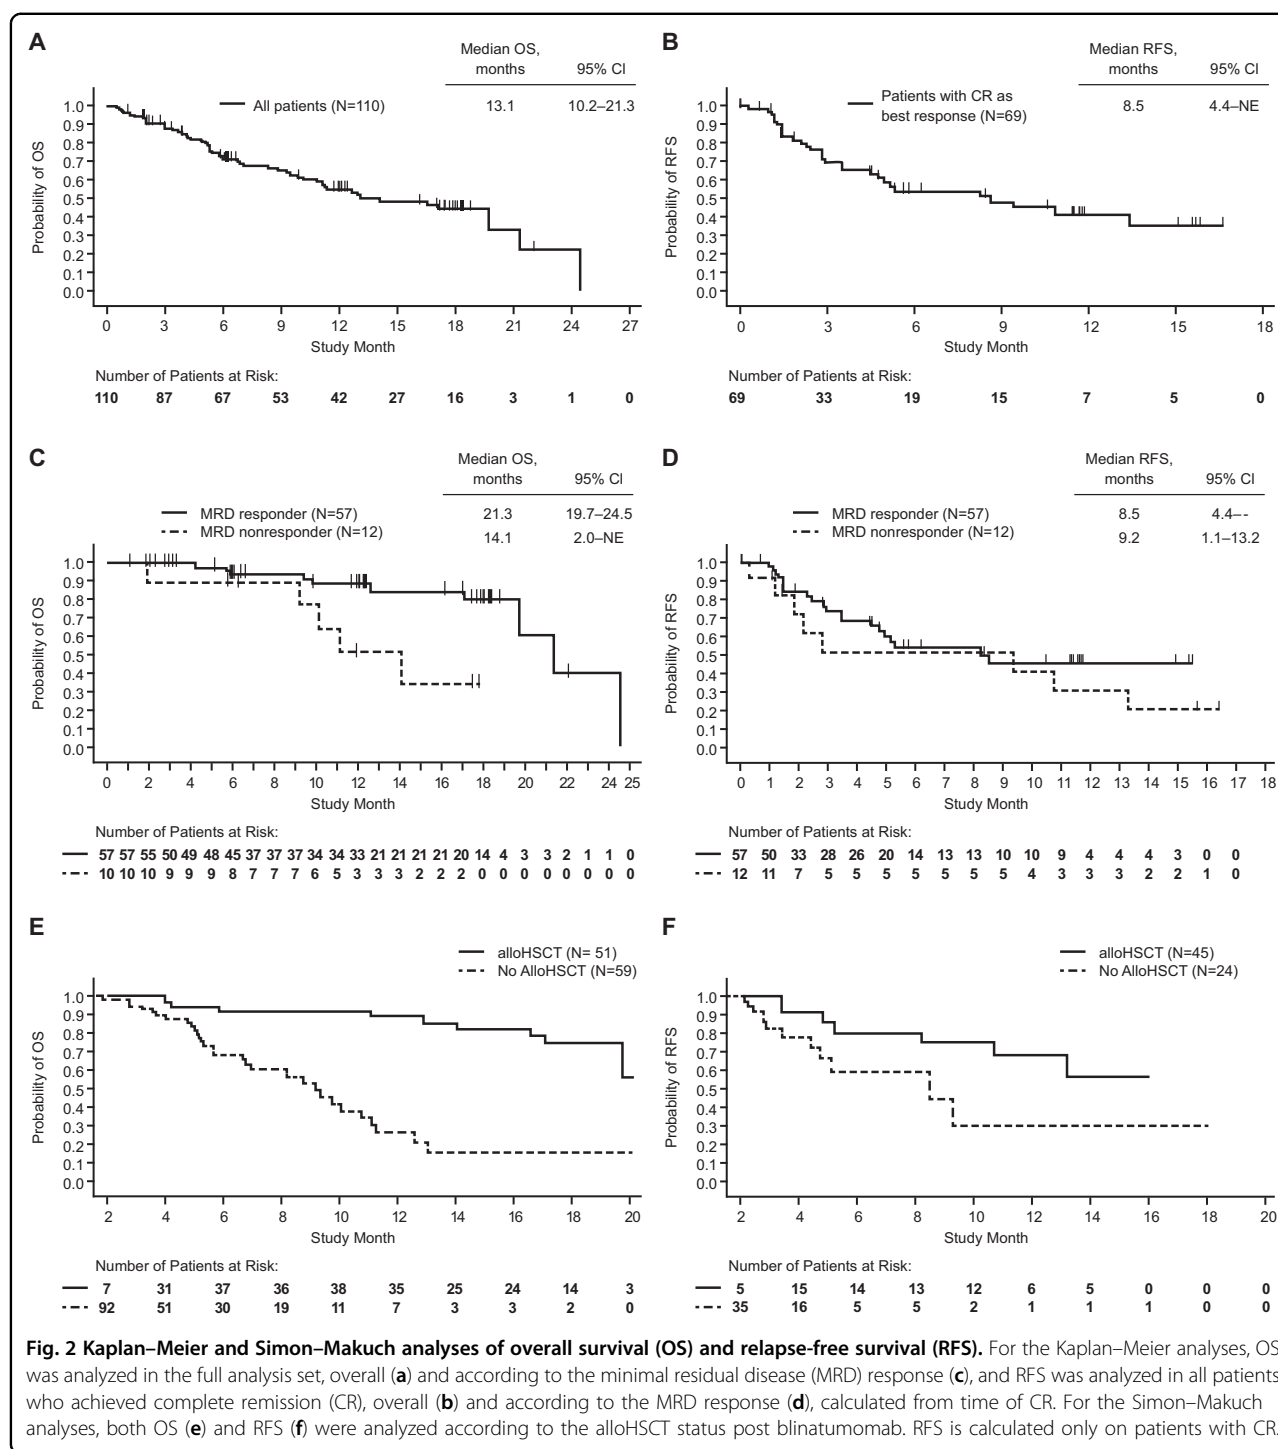 A
Median OS,
months 95% CI
All patients (N=110) 13.1 10.2–21.3
Probability of OS
1.0
0.9
0.8
0.7
0.6
0.5
0.4
0.3
0.2
0.1
0.0
0 3 6 9 12 15 18 21 24 27
Study Month
Number of Patients at Risk:
110 87 67 53 42 27 16 3 1 0
B
Median RFS,
months 95% CI
Patients with CR as
best response (N=69)
8.5 4.4–NE
Probability of RFS
1.0
0.9
0.8
0.7
0.6
0.5
0.4
0.3
0.2
0.1
0.0
0 3 6 9 12 15 18
Study Month
Number of Patients at Risk:
69 33 19 15 7 5 0
C
Median OS,
months 95% CI
MRD responder (N=57) 21.3 19.7–24.5
MRD nonresponder (N=12) 14.1 2.0–NE
Probability of OS
1.0
0.9
0.8
0.7
0.6
0.5
0.4
0.3
0.2
0.1
0.0
0 2 4 6 8 10 12 14 16 18 20 22 24 25
Study Month
Number of Patients at Risk:
57 57 55 50 49 48 45 37 37 37 34 34 33 21 21 21 21 20 14 4 3 3 2 1 1 0
10 10 10 9 9 9 8 7 7 7 6 5 3 3 3 2 2 2 0 0 0 0 0 0 0 0
D
Median RFS,
months 95% CI
MRD responder (N=57) 8.5 4.4--
MRD nonresponder (N=12) 9.2 1.1–13.2
Probability of RFS
1.0
0.9
0.8
0.7
0.6
0.5
0.4
0.3
0.2
0.1
0.0
0 1 2 3 4 5 6 7 8 9 10 11 12 13 14 15 16 17 18
Study Month
Number of Patients at Risk:
57 50 33 28 26 20 14 13 13 10 10 9 4 4 4 3 0 0
12 11 7 5 5 5 5 5 5 5 4 3 3 3 2 2 1 0
E
alloHSCT (N= 51)
No AlloHSCT (N=59)
Probability of OS
1.0
0.9
0.8
0.7
0.6
0.5
0.4
0.3
0.2
0.1
0.0
2 4 6 8 10 12 14 16 18 20
Study Month
Number of Patients at Risk:
7 31 37 36 38 35 25 24 14 3
92 51 30 19 11 7 3 3 2 0
F
alloHSCT (N=45)
No AlloHSCT (N=24)
Probability of RFS
1.0
0.9
0.8
0.7
0.6
0.5
0.4
0.3
0.2
0.1
0.0
2 4 6 8 10 12 14 16 18 20
Study Month
Number of Patients at Risk:
5 15 14 13 12 6 5 0 0 0
35 16 5 5 2 1 1 1 0 0
Fig. 2 Kaplan–Meier and Simon–Makuch analyses of overall survival (OS) and relapse-free survival (RFS). For the Kaplan–Meier analyses, OS
was analyzed in the full analysis set, overall (a) and according to the minimal residual disease (MRD) response (c), and RFS was analyzed in all patients
who achieved complete remission (CR), overall (b) and according to the MRD response (d), calculated from time of CR. For the Simon–Makuch
analyses, both OS (e) and RFS (f) were analyzed according to the alloHSCT status post blinatumomab. RFS is calculated only on patients with CR.